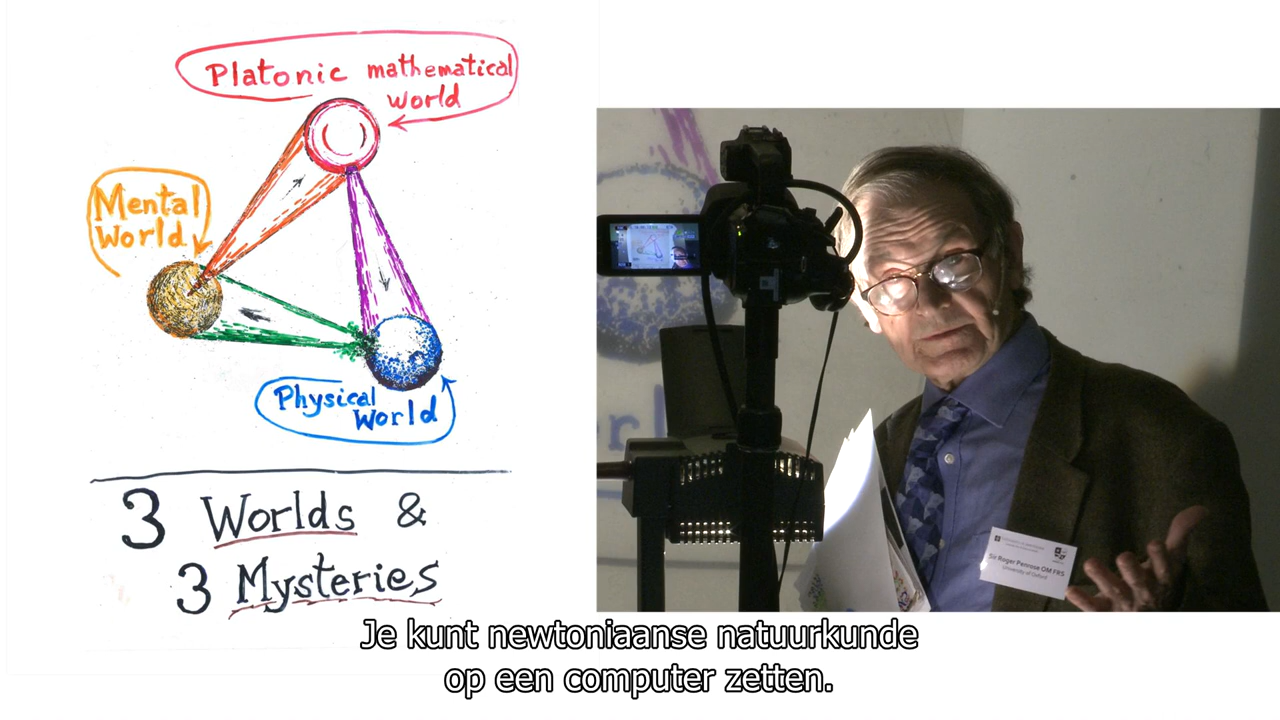 Platonic mathematical
world
Mental
World
Physical
World
3 Worlds &
3 Mysteries
Sir Roger Penrose OM FRS
University of Oxford
Je kunt newtoniaanse natuurkunde
op een computer zetten.